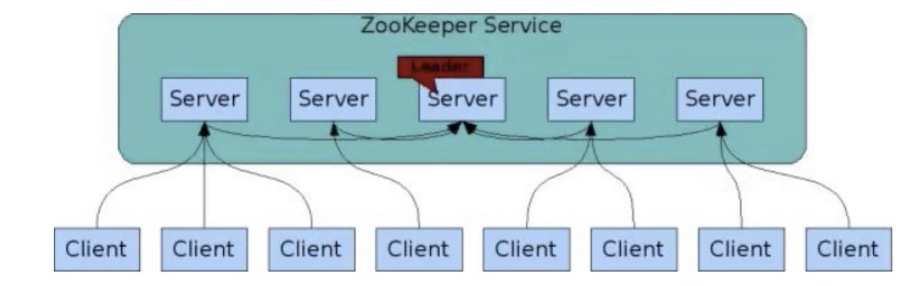 ZooKeeper Service
Leader
Server Server Server Server Server
Client Client Client Client Client Client Client Client